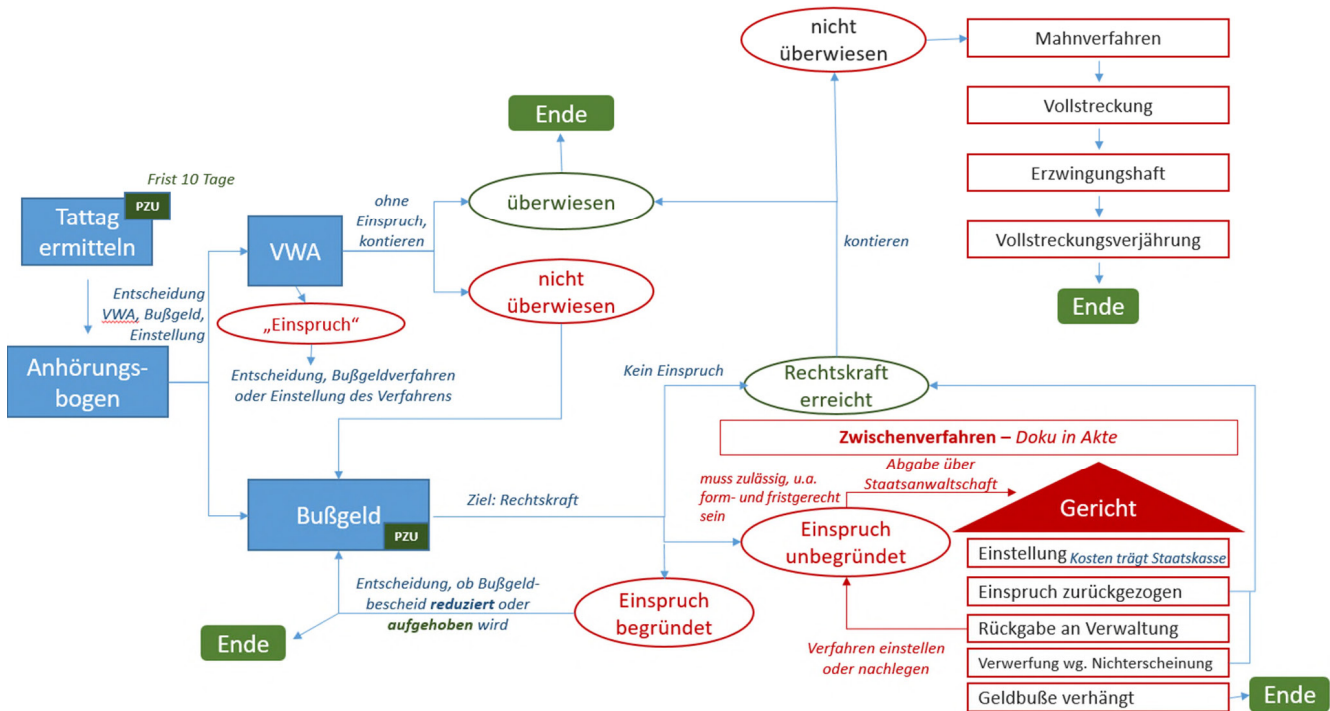 nicht
überwiesen
Mahnverfahren
Vollstreckung
Erzwingungshaft
Vollstreckungsverjährung
Ende
Ende
Frist 10 Tage
PZU
Tattag
ermitteln
ohne
Einspruch,
kontieren
überwiesen
VWA
kontieren
nicht
überwiesen
Entscheidung
VWA, Bußgeld,
Einstellung
„Einspruch“
Anhörungs-
bogen
Entscheidung, Bußgeldverfahren
oder Einstellung des Verfahrens
Kein Einspruch
Rechtskraft
erreicht
Zwischenverfahren – Doku in Akte
Abgabe über
Staatsanwaltschaft
muss zulässig, u.a.
form- und fristgerecht
sein
Gericht
Bußgeld
PZU
Ziel: Rechtskraft
Einspruch
unbegründet
Einstellung Kosten trägt Staatskasse
Einspruch zurückgezogen
Rückgabe an Verwaltung
Verwerfung wg. Nichterscheinung
Geldbuße verhängt
Ende
Entscheidung, ob Bußgeld-
bescheid reduziert oder
aufgehoben wird
Einspruch
begründet
Verfahren einstellen
oder nachlegen
Ende